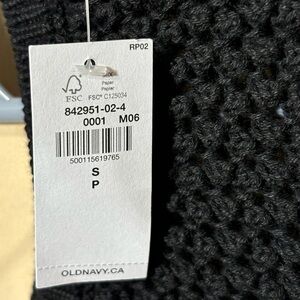 RP02
Paper
Papier
FSC
FSC® C125034
842951-02-4
0001 M06
500115619765
S
P
OLDNAVY.CA